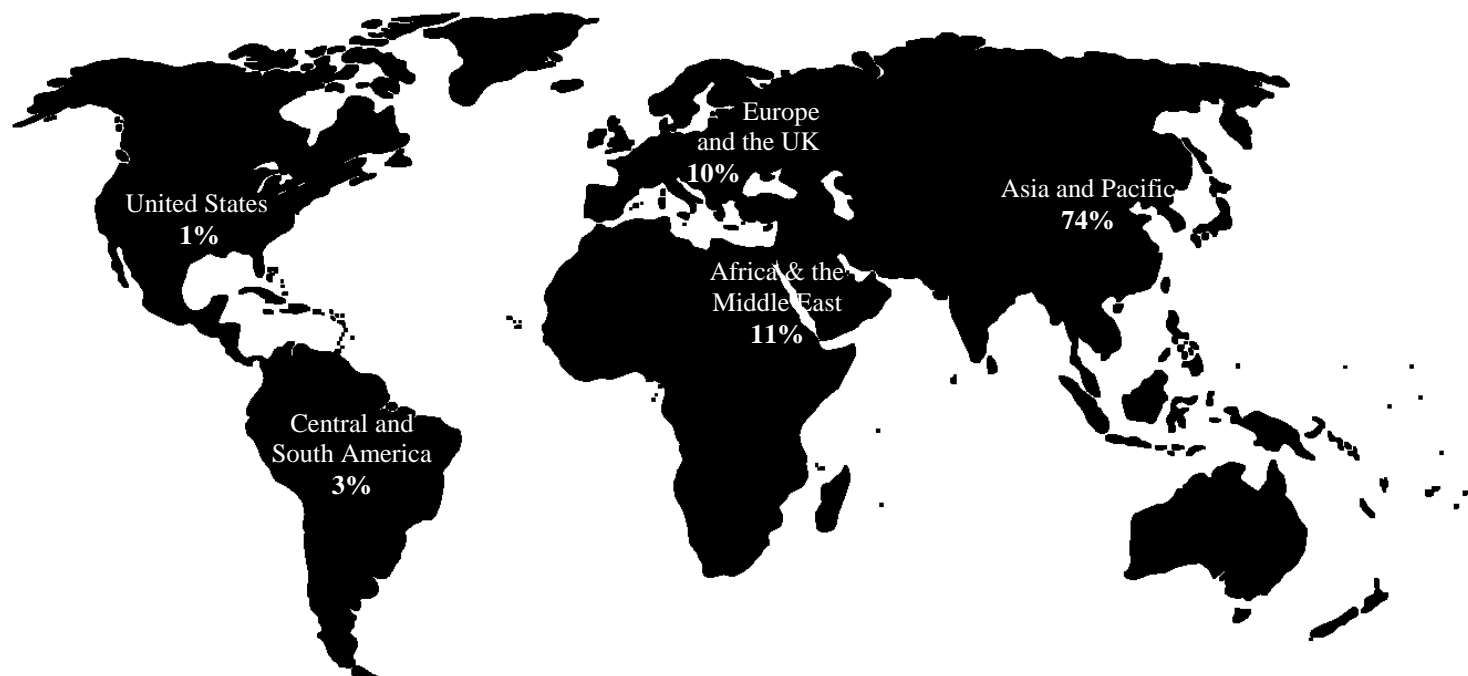 Europe
and the UK
10%
United States
1%
Asia and Pacific
74%
Africa & the
Middle East
11%
Central and
South America
3%